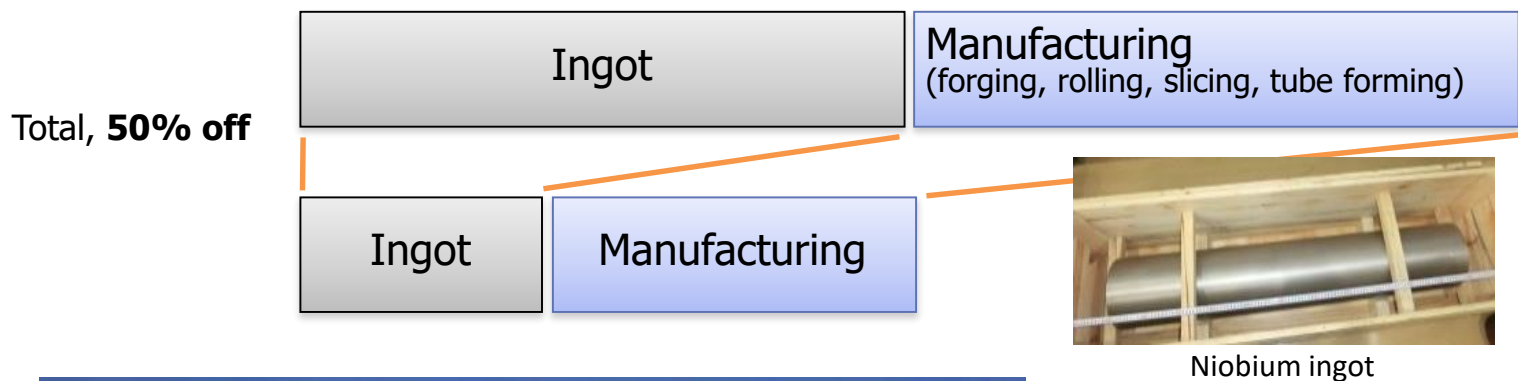 Ingot
Manufacturing
(forging, rolling, slicing, tube forming)
Total, 50% off
Ingot
Manufacturing
Niobium ingot